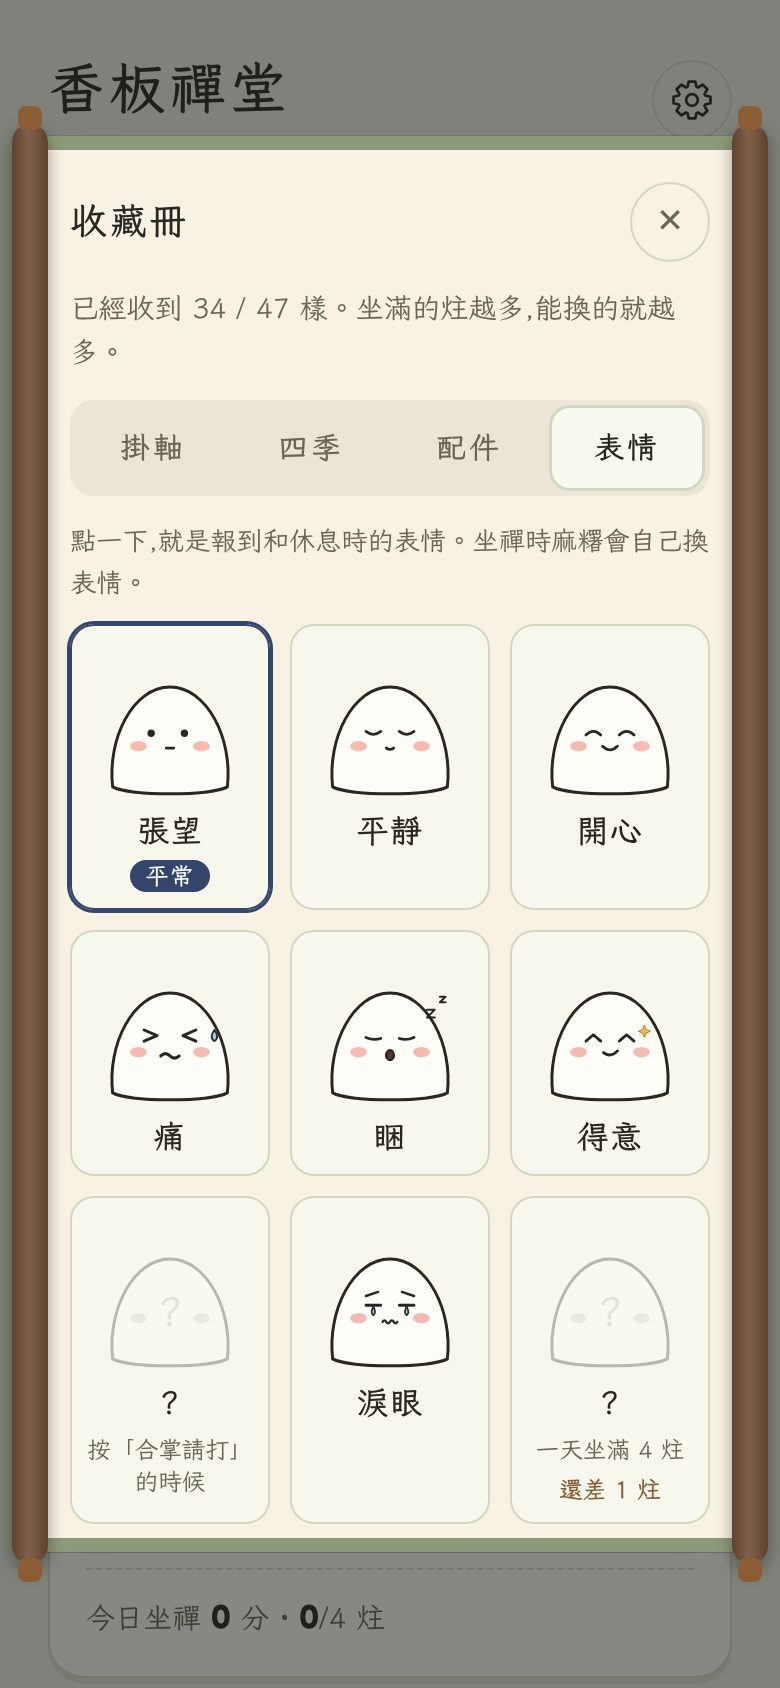 香板禪堂
收藏冊
已經收到 34 / 47 樣。坐滿的炷越多,能換的就越
多。
掛軸 四季 配件 表情
點一下,就是報到和休息時的表情。坐禪時麻糬會自己換
表情。
張望 平靜 開心
平常
z
z
痛 睏 得意
? ?
? 淚眼 ?
按「合掌請打」
的時候
一天坐滿 4 炷
還差 1 炷
今日坐禪 0 分・0/4 炷